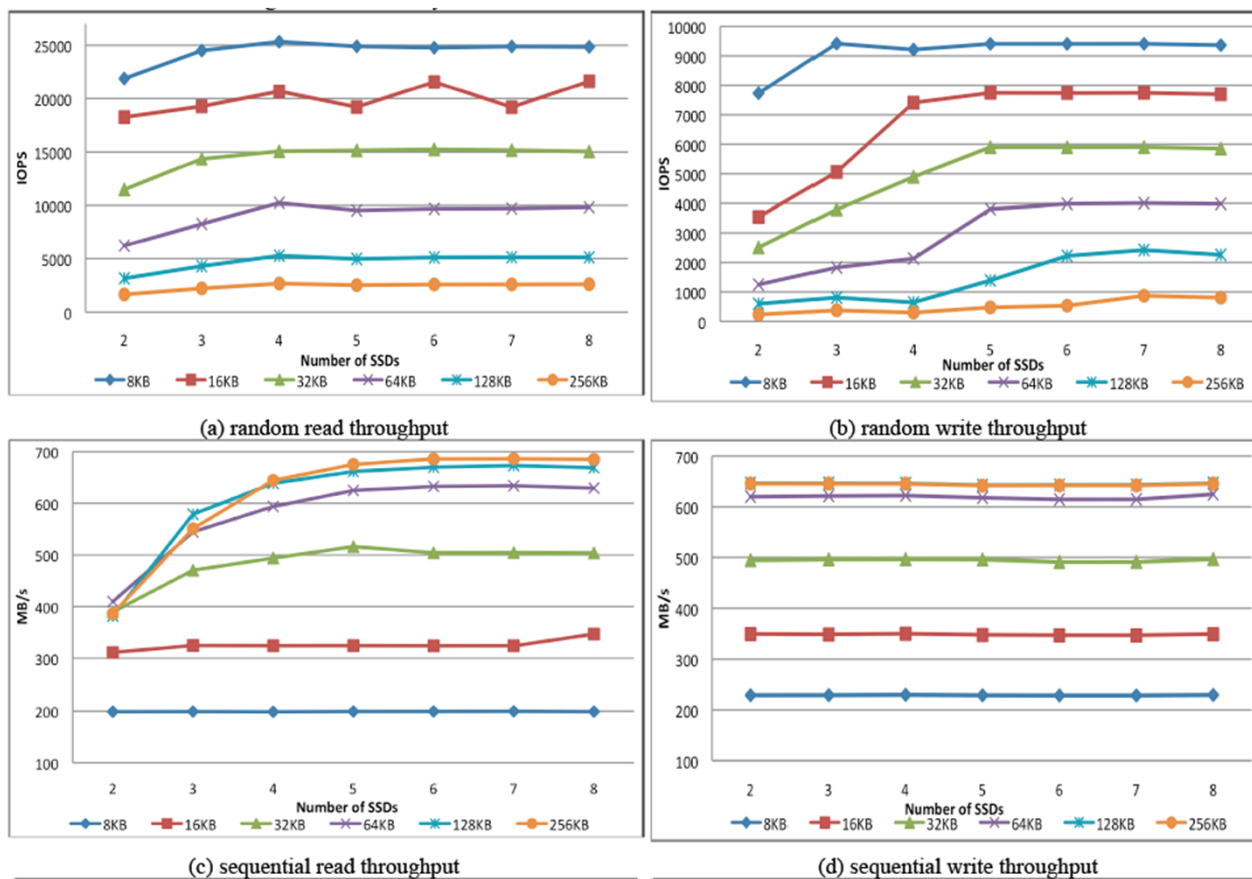 25000
20000
15000
10000
5000
0
IOPS
2 3 4 5 6 7 8
Number of SSDs
8KB 16KB 32KB 64KB 128KB 256KB
(a) random read throughput
10000
9000
8000
7000
6000
5000
4000
3000
2000
1000
0
IOPS
2 3 4 5 6 7 8
Number of SSDs
8KB 16KB 32KB 64KB 128KB 256KB
(b) random write throughput
700
600
500
400
300
200
100
MB/s
2 3 4 5 6 7 8
Number of SSDs
8KB 16KB 32KB 64KB 128KB 256KB
(c) sequential read throughput
700
600
500
400
300
200
100
MB/s
2 3 4 5 6 7 8
Number of SSDs
8KB 16KB 32KB 64KB 128KB 256KB
(d) sequential write throughput